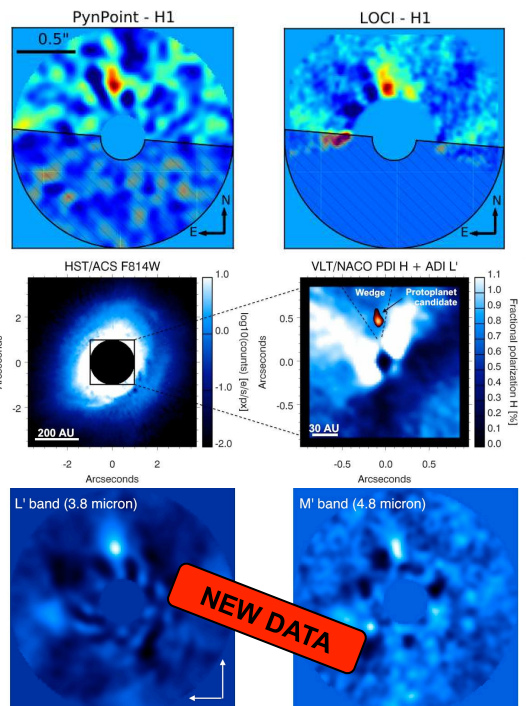 PynPoint - H1
LOCI - H1
0.5"
N
E
N
E
HST/ACS F814W
VLT/NACO PDI H + ADI L'
1.0
0.0
-1.0
-2.0
log10(counts) [e/s/px]
2
0
-2
200 AU
-2 0 2
Arcseconds
Wedge
Protoplanet
candidate
0.5
0.0
-0.5
Arcseconds
30 AU
-0.5 0.0 0.5
Arcseconds
1.1
1.0
0.9
0.8
0.7
0.6
0.5
0.4
0.3
0.2
0.1
0.0
Fractional polarization H [%]
L' band (3.8 micron)
M' band (4.8 micron)
NEW DATA